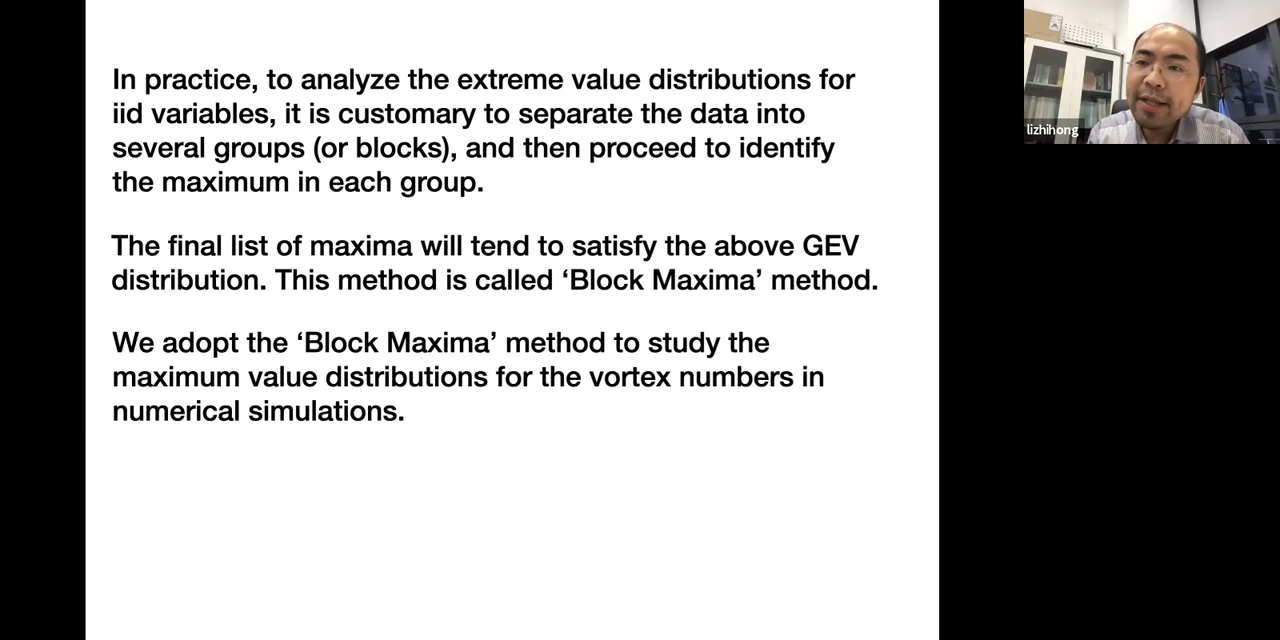 In practice, to analyze the extreme value distributions for
iid variables, it is customary to separate the data into
several groups (or blocks), and then proceed to identify
the maximum in each group.
The final list of maxima will tend to satisfy the above GEV
distribution. This method is called ‘Block Maxima’ method.
We adopt the ‘Block Maxima’ method to study the
maximum value distributions for the vortex numbers in
numerical simulations.
lizhihong